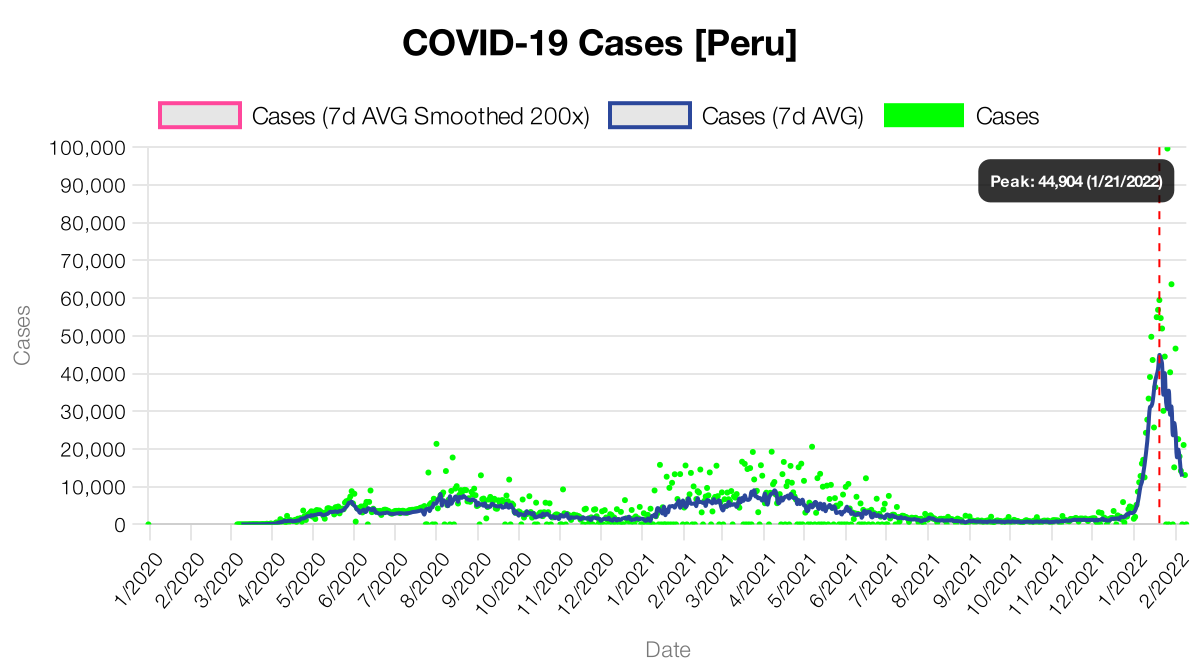 COVID-19 Cases [Peru]
Cases (7d AVG Smoothed 200x) Cases (7d AVG) Cases
100,000
90,000
80,000
70,000
60,000
50,000
40,000
30,000
20,000
10,000
0
Cases
Peak: 44,904 (1/21/2022)
1/2020 2/2020 3/2020 4/2020 5/2020 6/2020 7/2020 8/2020 9/2020 10/2020 11/2020 12/2020 1/2021 2/2021 3/2021 4/2021 5/2021 6/2021 7/2021 8/2021 9/2021 10/2021 11/2021 12/2021 1/2022 2/2022
Date